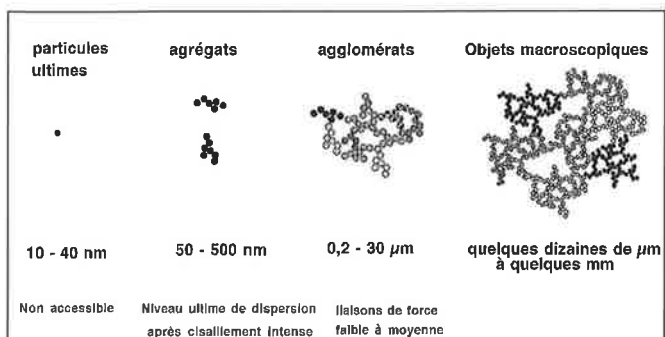 particules
ultimes
agrégats
agglomérats
Objets macroscopiques
10 - 40 nm
50 - 500 nm
0,2 - 30 µm
quelques dizaines de µm
à quelques mm
Non accessible
Niveau ultime de dispersion
après cisaillement intense
liaisons de force
faible à moyenne